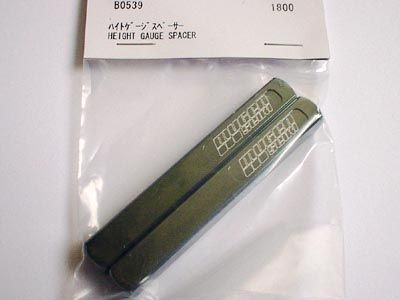 B0539 1800
ﾊｲﾄｹﾞｰｼﾞｽﾍﾟｰｻｰ
HEIGHT GAUGE SPACER
mugen
seiki
mugen
seiki